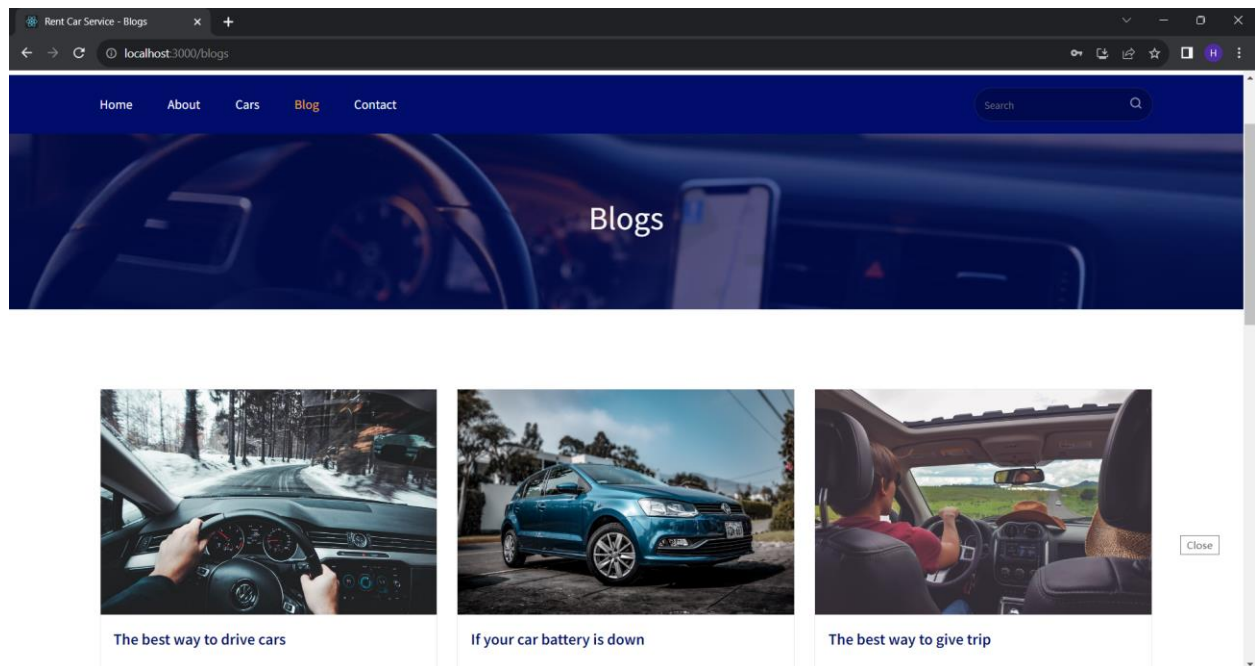 Rent Car Service - Blogs
localhost:3000/blogs
H
Home About Cars Blog Contact
Search
Blogs
Close
The best way to drive cars
If your car battery is down
The best way to give trip